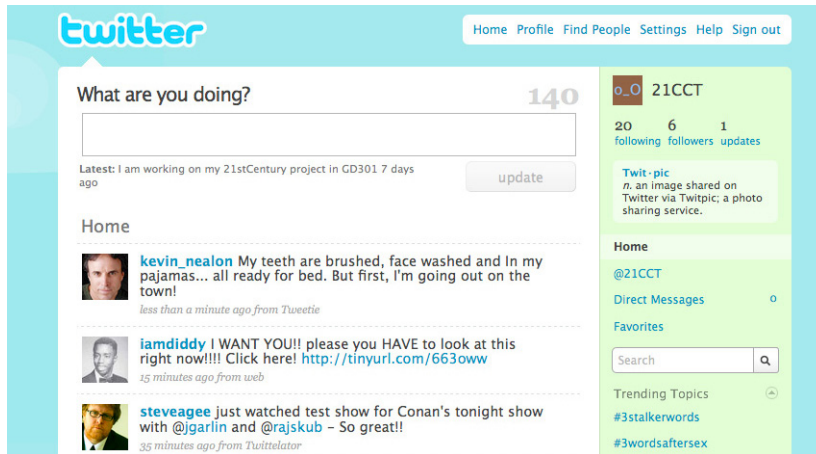 twitter
Home Profile Find People Settings Help Sign out
What are you doing?
140
Latest: I am working on my 21stCentury project in GD301 7 days
ago
update
Home
kevin_nealon My teeth are brushed, face washed and In my
pajamas... all ready for bed. But first, I'm going out on the
town!
less than a minute ago from Tweetie
iamdiddy I WANT YOU!! please you HAVE to look at this
right now!!!! Click here! http://tinyurl.com/663oww
15 minutes ago from web
steveagee just watched test show for Conan's tonight show
with @jgarlin and @rajskub - So great!!
35 minutes ago from Twittelator
o_O 21CCT
20 6 1
following followers updates
Twit·pic
n. an image shared on
Twitter via Twitpic; a photo
sharing service.
Home
@21CCT
Direct Messages 0
Favorites
Search
Trending Topics
#3stalkerwords
#3wordsaftersex